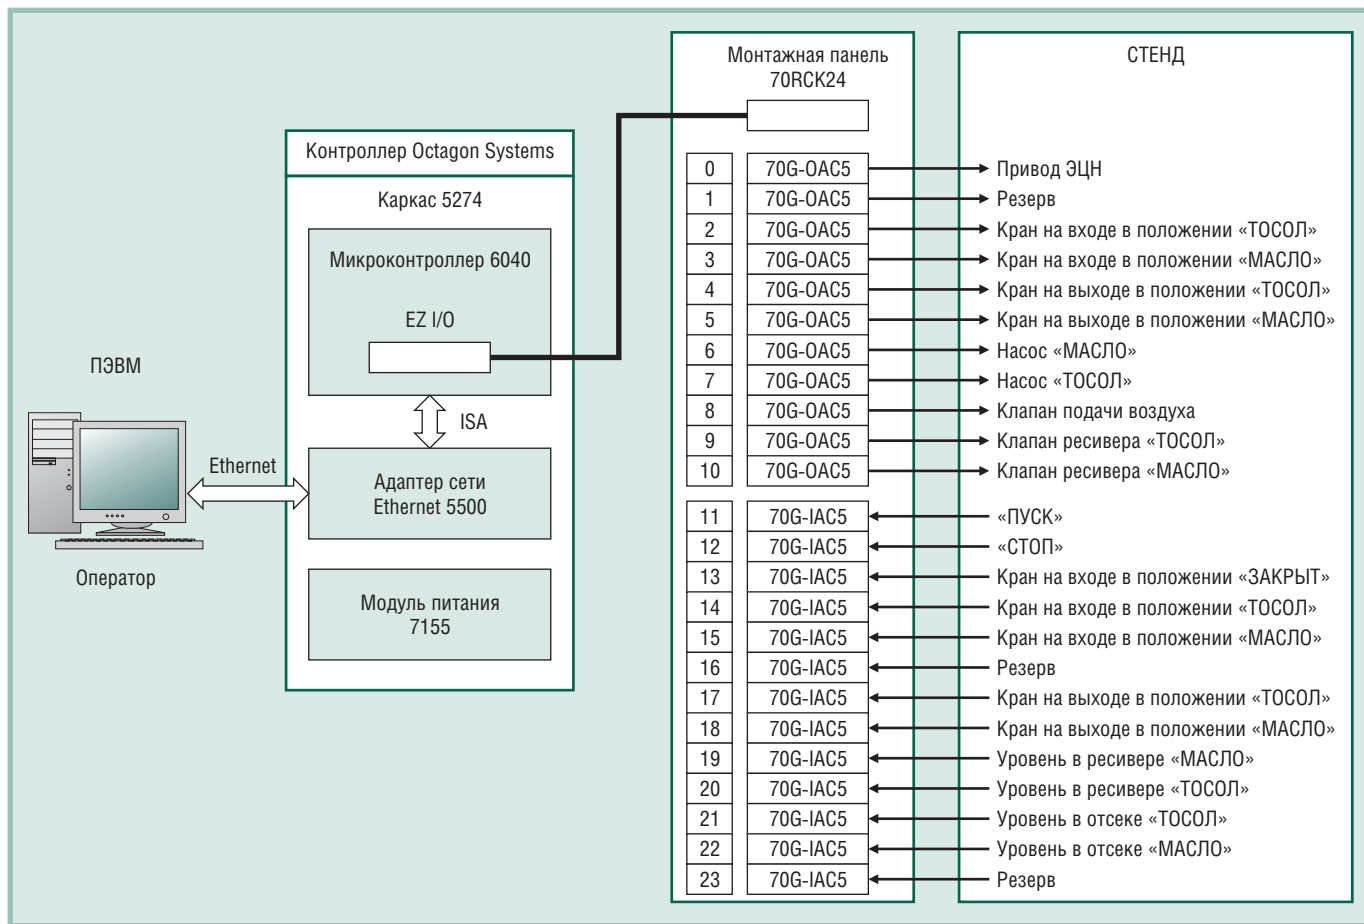 ПЭВМ
Оператор
Ethernet
Контроллер Octagon Systems
Каркас 5274
Микроконтроллер 6040
EZ I/O
ISA
Адаптер сети
Ethernet 5500
Модуль питания
7155
Монтажная панель
70RCK24
СТЕНД
0 70G-OAC5 Привод ЭЦН
1 70G-OAC5 Резерв
2 70G-OAC5 Кран на входе в положении «ТОСОЛ»
3 70G-OAC5 Кран на входе в положении «МАСЛО»
4 70G-OAC5 Кран на выходе в положении «ТОСОЛ»
5 70G-OAC5 Кран на выходе в положении «МАСЛО»
6 70G-OAC5 Насос «МАСЛО»
7 70G-OAC5 Насос «ТОСОЛ»
8 70G-OAC5 Клапан подачи воздуха
9 70G-OAC5 Клапан ресивера «ТОСОЛ»
10 70G-OAC5 Клапан ресивера «МАСЛО»
11 70G-IAC5 «ПУСК»
12 70G-IAC5 «СТОП»
13 70G-IAC5 Кран на входе в положении «ЗАКРЫТ»
14 70G-IAC5 Кран на входе в положении «ТОСОЛ»
15 70G-IAC5 Кран на входе в положении «МАСЛО»
16 70G-IAC5 Резерв
17 70G-IAC5 Кран на выходе в положении «ТОСОЛ»
18 70G-IAC5 Кран на выходе в положении «МАСЛО»
19 70G-IAC5 Уровень в ресивере «МАСЛО»
20 70G-IAC5 Уровень в ресивере «ТОСОЛ»
21 70G-IAC5 Уровень в отсеке «ТОСОЛ»
22 70G-IAC5 Уровень в отсеке «МАСЛО»
23 70G-IAC5 Резерв